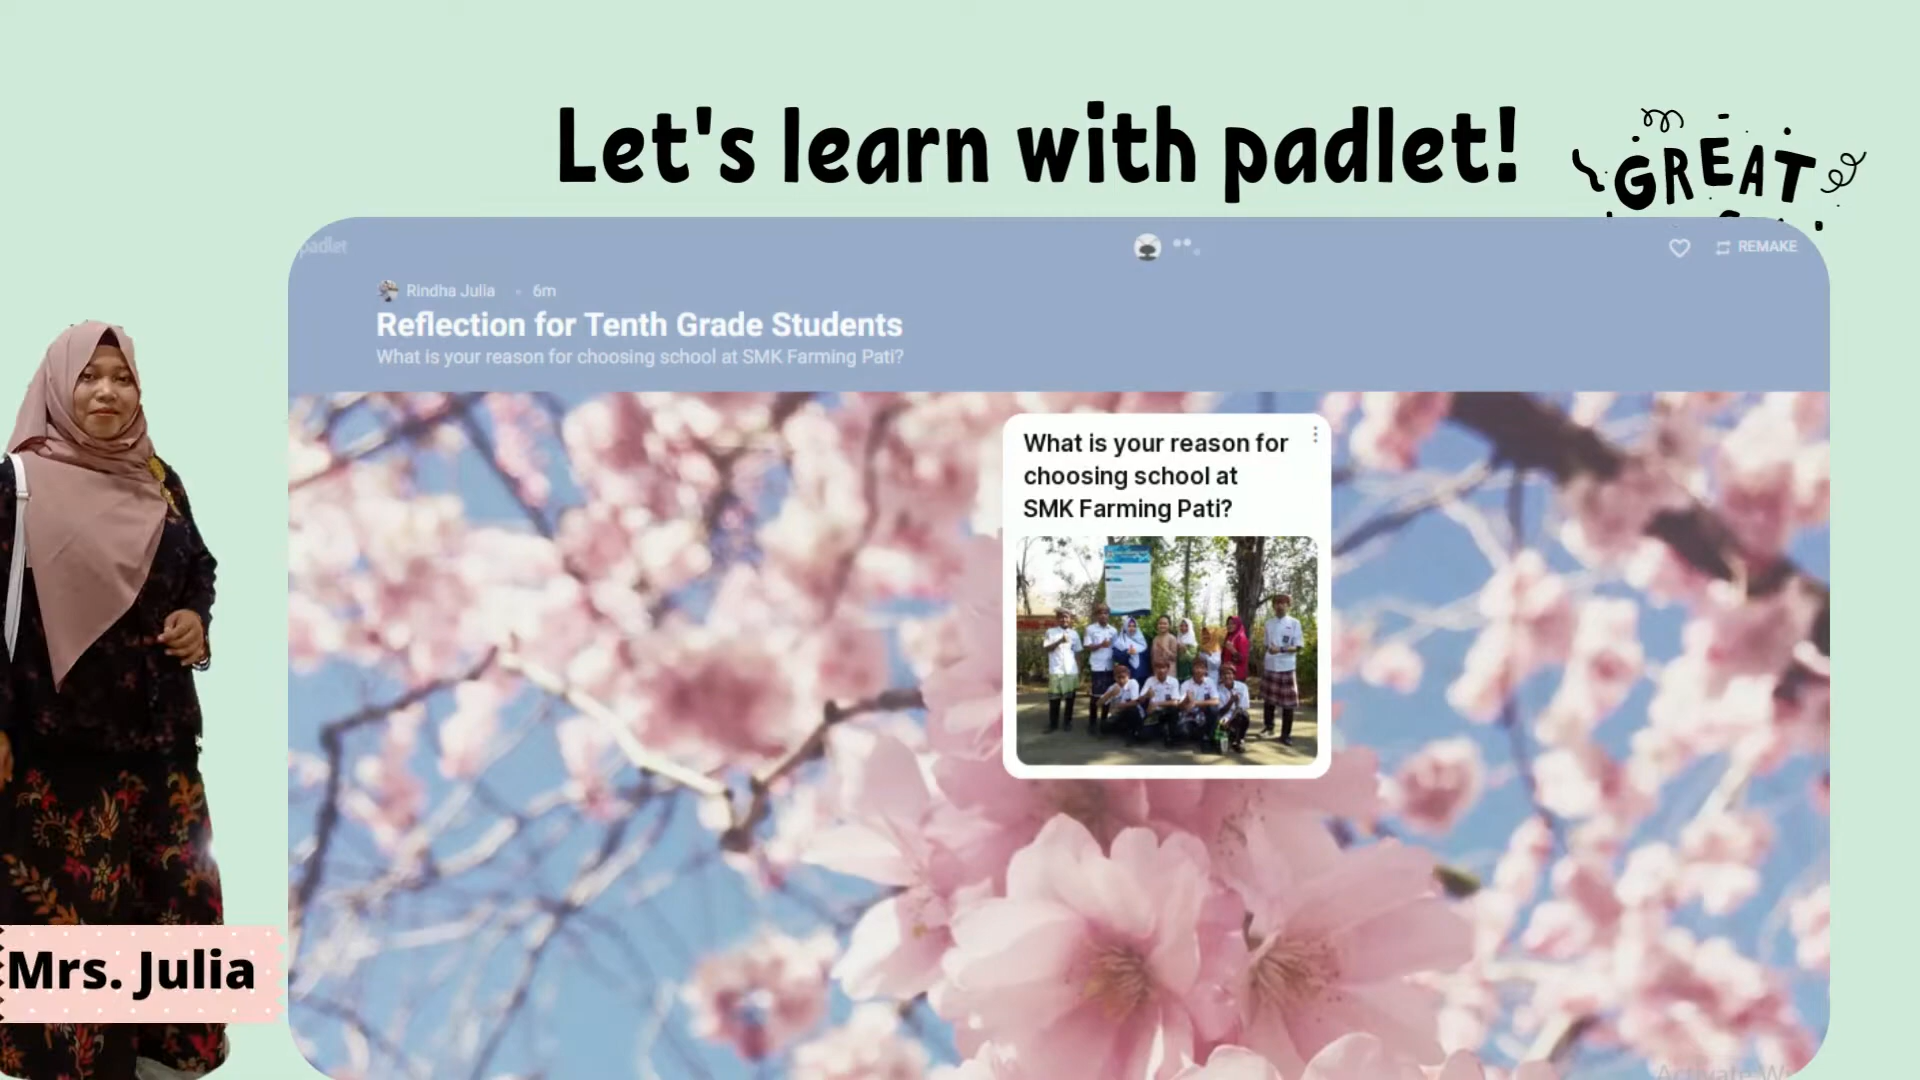 Let's learn with padlet!
GREAT
padlet
REMAKE
Rindha Julia • 6m
Reflection for Tenth Grade Students
What is your reason for choosing school at SMK Farming Pati?
What is your reason for
choosing school at
SMK Farming Pati?
Mrs. Julia
Activate W